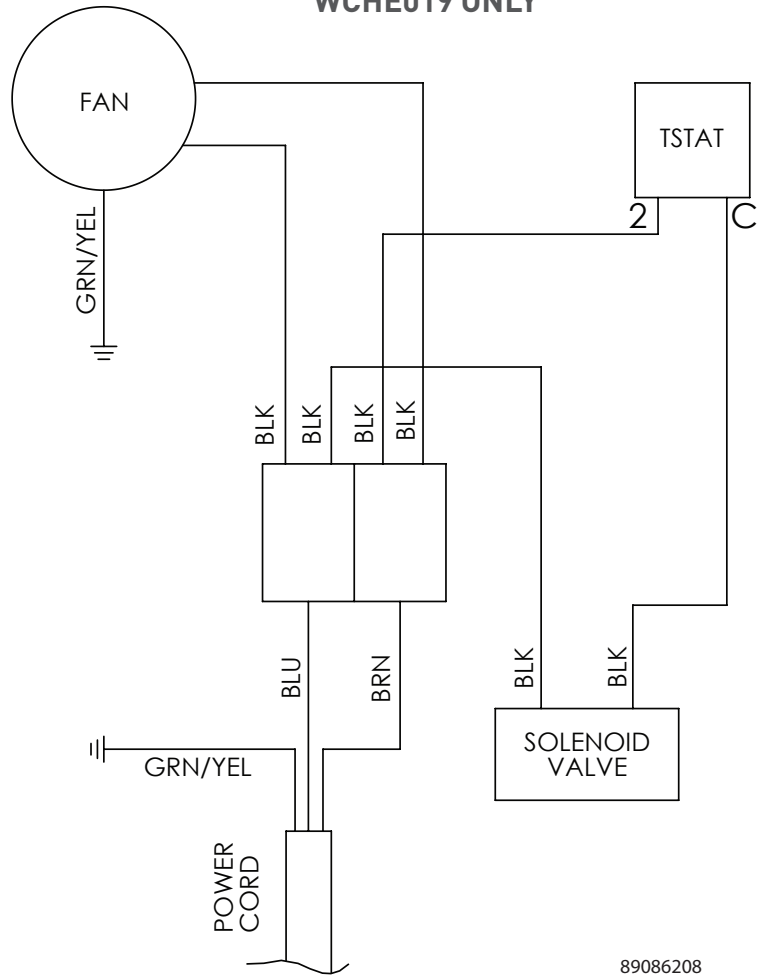 WCHE019 ONLY
FAN
TSTAT
2
C
GRN/YEL
BLK
BLK
BLK
BLK
BLU
BRN
BLK
BLK
SOLENOID
VALVE
GRN/YEL
POWER
CORD
89086208